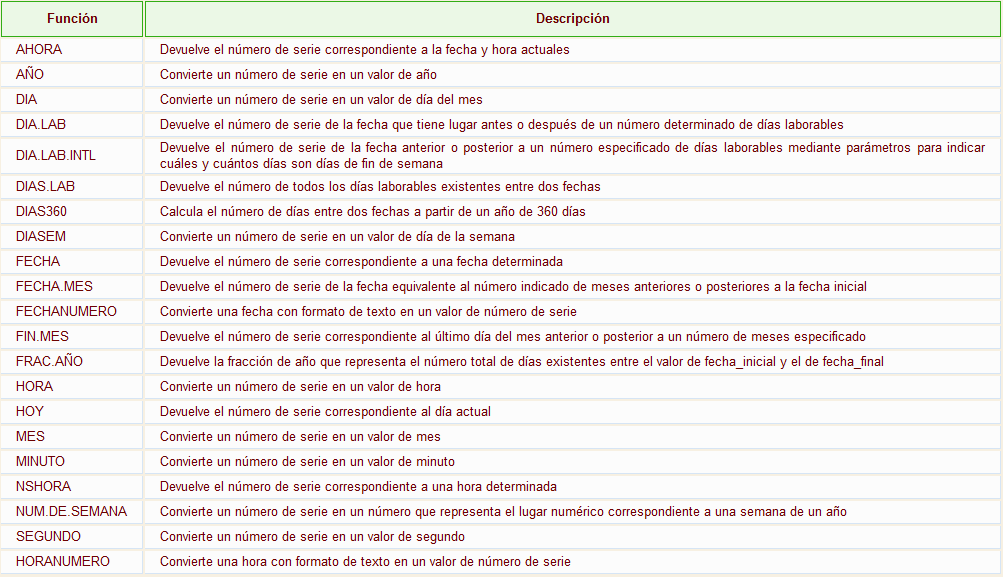 Función Descripción
AHORA Devuelve el número de serie correspondiente a la fecha y hora actuales
AÑO Convierte un número de serie en un valor de año
DIA Convierte un número de serie en un valor de día del mes
DIA.LAB Devuelve el número de serie de la fecha que tiene lugar antes o después de un número determinado de días laborables
DIA.LAB.INTL Devuelve el número de serie de la fecha anterior o posterior a un número especificado de días laborables mediante parámetros para indicar
cuáles y cuántos días son días de fin de semana
DIAS.LAB Devuelve el número de todos los días laborables existentes entre dos fechas
DIAS360 Calcula el número de días entre dos fechas a partir de un año de 360 días
DIASEM Convierte un número de serie en un valor de día de la semana
FECHA Devuelve el número de serie correspondiente a una fecha determinada
FECHA.MES Devuelve el número de serie de la fecha equivalente al número indicado de meses anteriores o posteriores a la fecha inicial
FECHANUMERO Convierte una fecha con formato de texto en un valor de número de serie
FIN.MES Devuelve el número de serie correspondiente al último día del mes anterior o posterior a un número de meses especificado
FRAC.AÑO Devuelve la fracción de año que representa el número total de días existentes entre el valor de fecha_inicial y el de fecha_final
HORA Convierte un número de serie en un valor de hora
HOY Devuelve el número de serie correspondiente al día actual
MES Convierte un número de serie en un valor de mes
MINUTO Convierte un número de serie en un valor de minuto
NSHORA Devuelve el número de serie correspondiente a una hora determinada
NUM.DE.SEMANA Convierte un número de serie en un número que representa el lugar numérico correspondiente a una semana de un año
SEGUNDO Convierte un número de serie en un valor de segundo
HORANUMERO Convierte una hora con formato de texto en un valor de número de serie